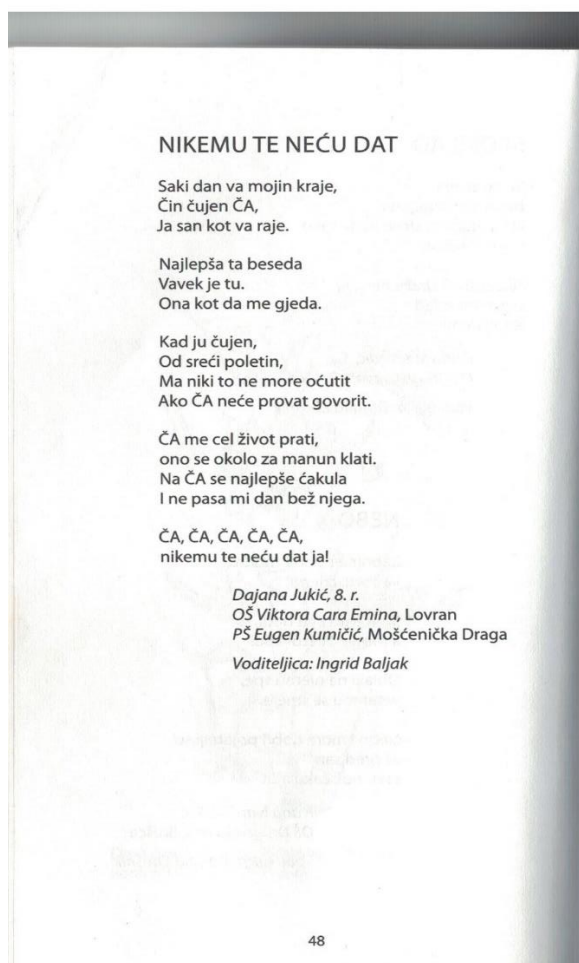 NIKEMU TE NEĆU DAT
Saki dan va mojin kraje,
Čin čujen ČA,
Ja san kot va raje.
Najlepša ta beseda
Vavek je tu.
Ona kot da me gjeda.
Kad ju čujen,
Od sreći poletin,
Ma niki to ne more oćutit
Ako ČA neće provat govorit.
ČA me cel život prati,
ono se okolo za manun klati.
Na ČA se najlepše ćakula
I ne pasa mi dan bež njega.
ČA, ČA, ČA, ČA, ČA,
nikemu te neću dat ja!
Dajana Jukić, 8. r.
OŠ Viktora Cara Emina, Lovran
PŠ Eugen Kumičić, Mošćenička Draga
Voditeljica: Ingrid Baljak
48